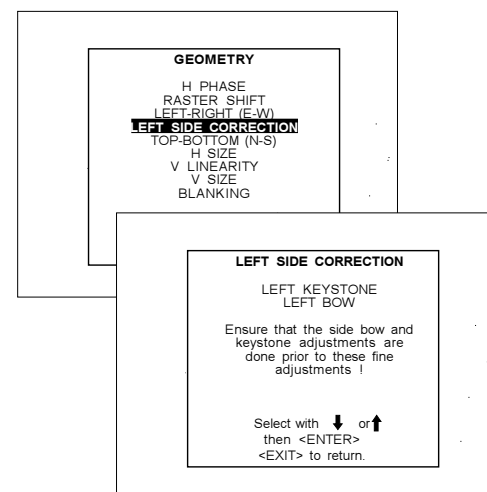 GEOMETRY
H PHASE
RASTER SHIFT
LEFT-RIGHT (E-W)
LEFT SIDE CORRECTION
TOP-BOTTOM (N-S)
H SIZE
V LINEARITY
V SIZE
BLANKING
LEFT SIDE CORRECTION
LEFT KEYSTONE
LEFT BOW
Ensure that the side bow and
keystone adjustments are
done prior to these fine
adjustments !
Select with ⬇ or ⬆
then <ENTER>
<EXIT> to return.